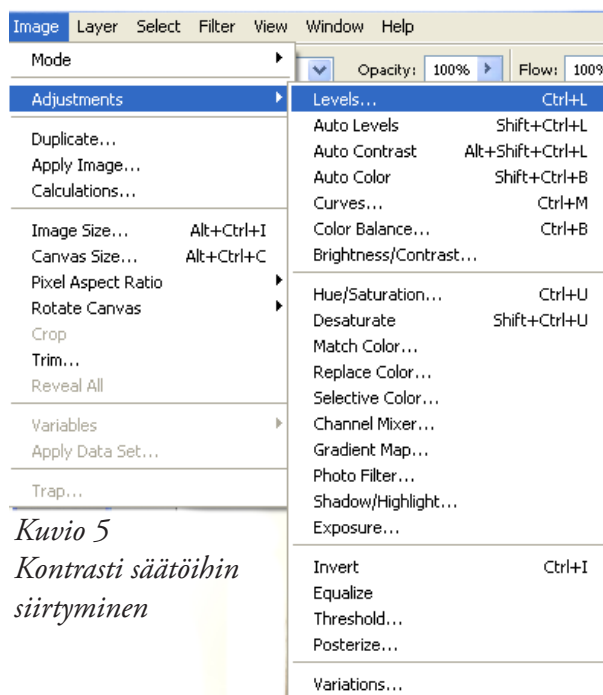 Image Layer Select Filter View Window Help
Opacity: 100% Flow: 100%
Mode
Adjustments
Duplicate...
Apply Image...
Calculations...
Image Size... Alt+Ctrl+I
Canvas Size... Alt+Ctrl+C
Pixel Aspect Ratio
Rotate Canvas
Crop
Trim...
Reveal All
Variables
Apply Data Set...
Trap...
Levels... Ctrl+L
Auto Levels Shift+Ctrl+L
Auto Contrast Alt+Shift+Ctrl+L
Auto Color Shift+Ctrl+B
Curves... Ctrl+M
Color Balance... Ctrl+B
Brightness/Contrast...
Hue/Saturation... Ctrl+U
Desaturate Shift+Ctrl+U
Match Color...
Replace Color...
Selective Color...
Channel Mixer...
Gradient Map...
Photo Filter...
Shadow/Highlight...
Exposure...
Invert Ctrl+I
Equalize
Threshold...
Posterize...
Variations...
Kuvio 5
Kontrasti säätöihin
siirtyminen